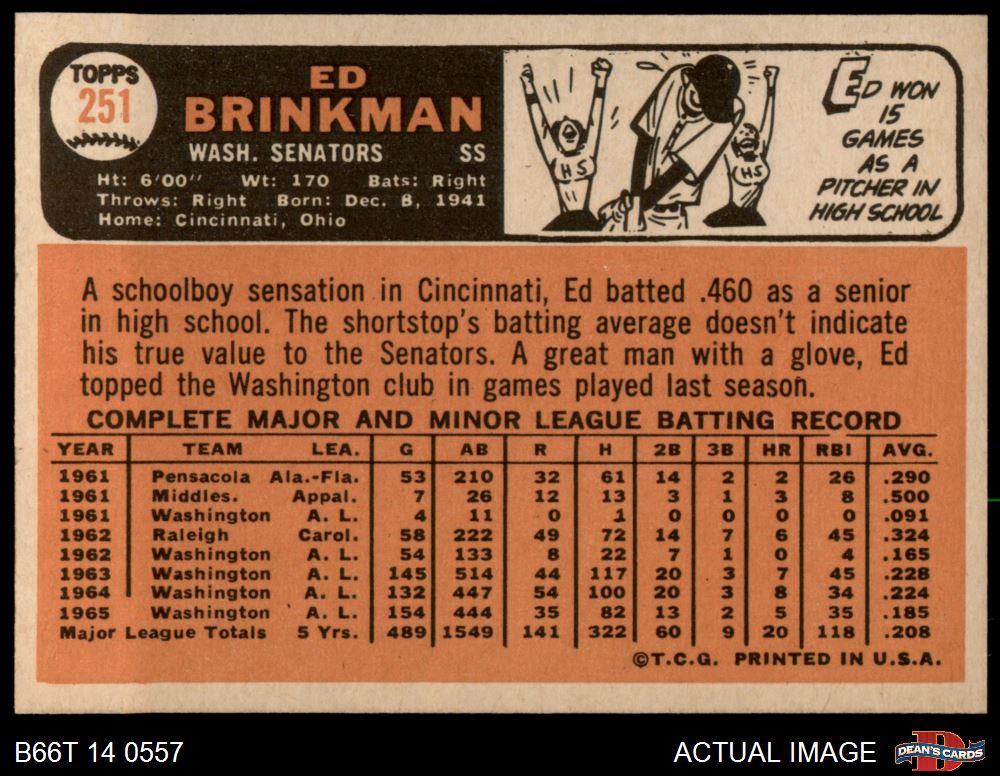 TOPPS
251
ED
BRINKMAN
WASH. SENATORS SS
Ht: 6'00" Wt: 170 Bats: Right
Throws: Right Born: Dec. 8, 1941
Home: Cincinnati, Ohio
HS
HS
ED WON
15
GAMES
AS A
PITCHER IN
HIGH SCHOOL
A schoolboy sensation in Cincinnati, Ed batted .460 as a senior
in high school. The shortstop's batting average doesn't indicate
his true value to the Senators. A great man with a glove, Ed
topped the Washington club in games played last season.
COMPLETE MAJOR AND MINOR LEAGUE BATTING RECORD
YEAR TEAM LEA. G AB R H 2B 3B HR RBI AVG.
1961 Pensacola Ala.-Fla. 53 210 32 61 14 2 2 26 .290
1961 Middles. Appal. 7 26 12 13 3 1 3 8 .500
1961 Washington A. L. 4 11 0 1 0 0 0 0 .091
1962 Raleigh Carol. 58 222 49 72 14 7 6 45 .324
1962 Washington A. L. 54 133 8 22 7 1 0 4 .165
1963 Washington A. L. 145 514 44 117 20 3 7 45 .228
1964 Washington A. L. 132 447 54 100 20 3 8 34 .224
1965 Washington A. L. 154 444 35 82 13 2 5 35 .185
Major League Totals 5 Yrs. 489 1549 141 322 60 9 20 118 .208
©T.C.G. PRINTED IN U.S.A.
B66T 14 0557 ACTUAL IMAGE DEAN'S CARDS